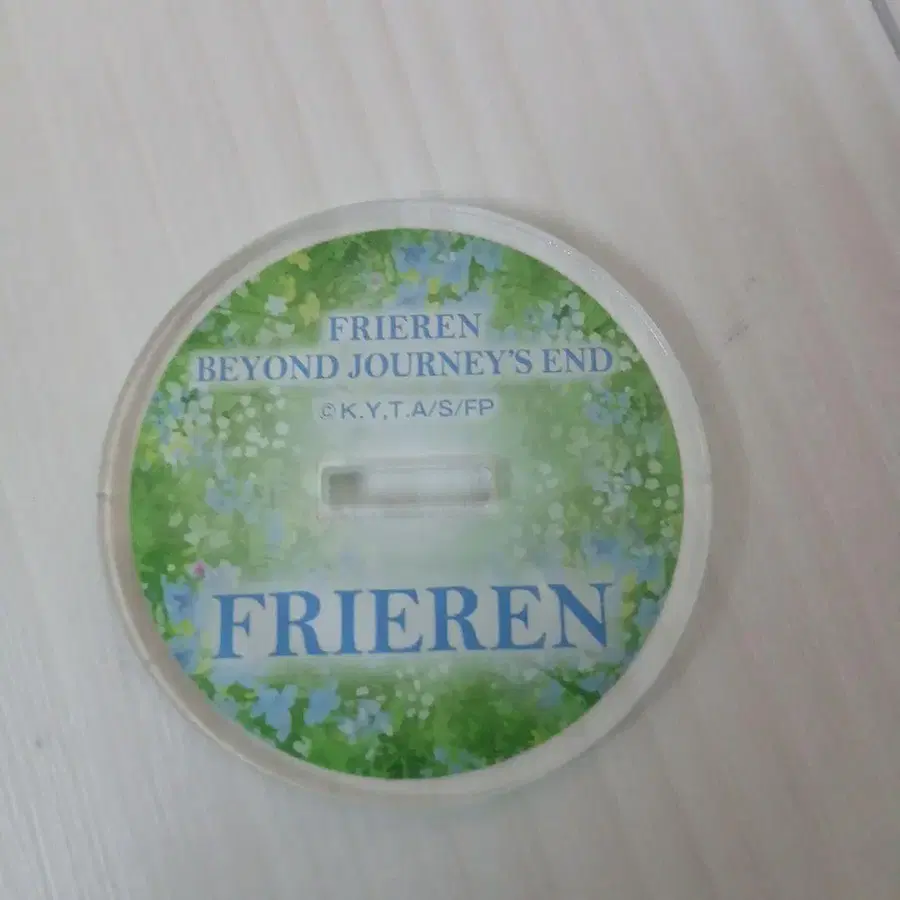 FRIEREN
BEYOND JOURNEY'S END
©K.Y,T.A/S/FP
FRIEREN